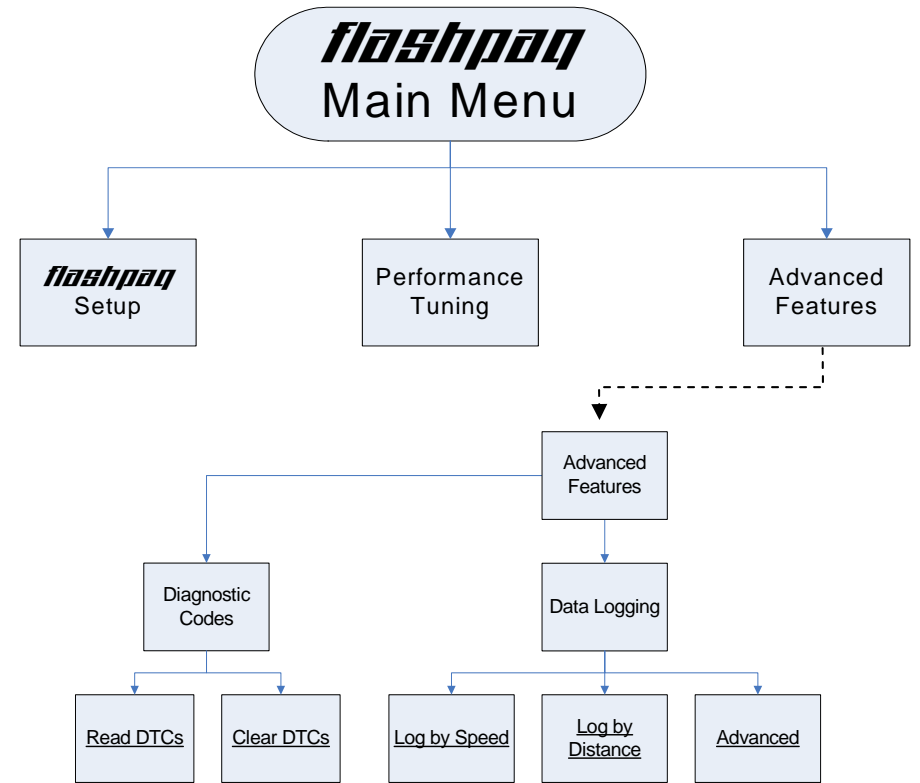 flashpaq
Main Menu
flashpaq
Setup
Performance
Tuning
Advanced
Features
Advanced
Features
Diagnostic
Codes
Data Logging
Read DTCs
Clear DTCs
Log by Speed
Log by
Distance
Advanced